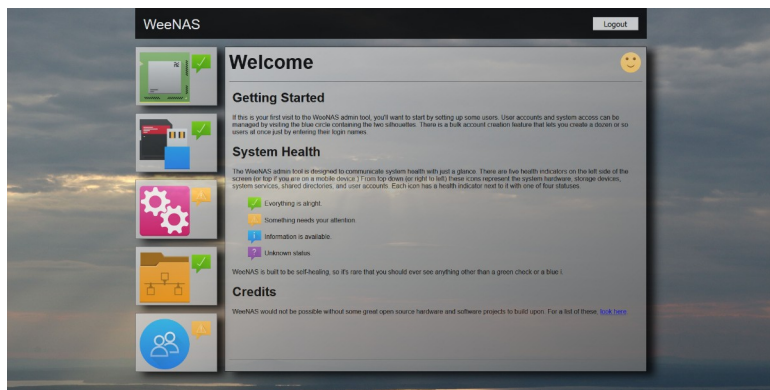 WeeNAS
Logout
Welcome
Getting Started
If this is your first visit to the WeeNAS admin tool, you'll want to start by setting up some users. User accounts and system access can be
managed by visiting the blue circle containing the two silhouettes. There is a bulk account creation feature that lets you create a dozen or so
users at once just by entering their login names.
System Health
The WeeNAS admin tool is designed to communicate system health with just a glance. There are five health indicators on the left side of the
screen (or top if you are on a mobile device.) From top down (or right to left) these icons represent the system hardware, storage devices,
system services, shared directories, and user accounts. Each icon has a health indicator next to it with one of four statuses.
Everything is alright.
Something needs your attention.
Information is available.
Unknown status.
WeeNAS is built to be self-healing, so it's rare that you should ever see anything other than a green check or a blue i.
Credits
WeeNAS would not be possible without some great open source hardware and software projects to build upon. For a list of these, look here.